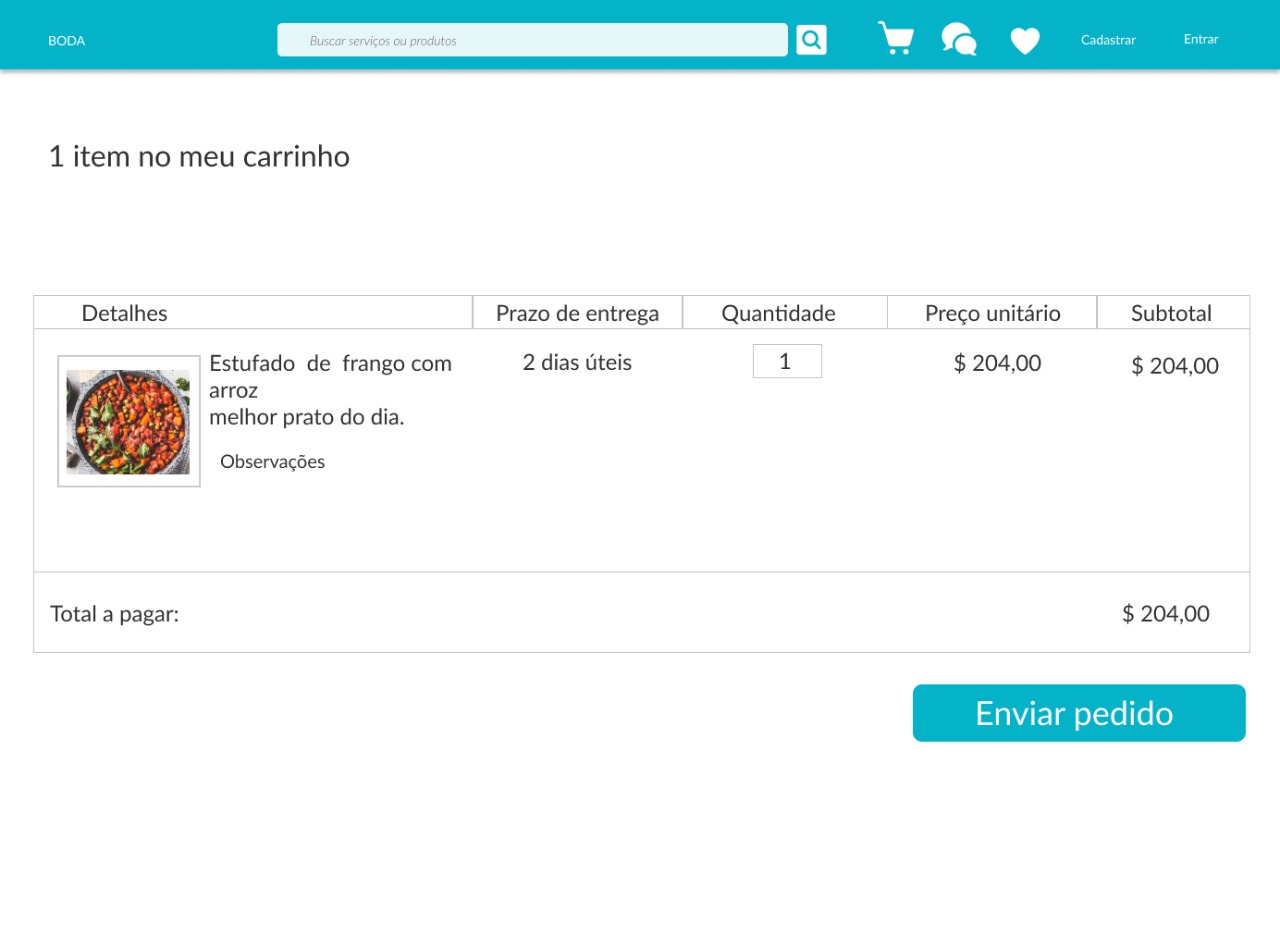 BODA
Buscar serviços ou produtos
Cadastrar
Entrar
1 item no meu carrinho
Detalhes
Prazo de entrega
Quantidade
Preço unitário
Subtotal
Estufado de frango com
arroz
melhor prato do dia.
Observações
2 dias úteis
1
$ 204,00
$ 204,00
Total a pagar:
$ 204,00
Enviar pedido